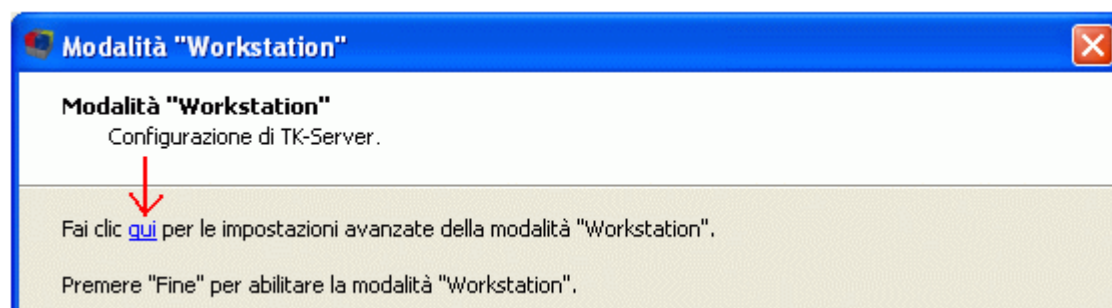 Modalità "Workstation"
Modalità "Workstation"
Configurazione di TK-Server.
Fai clic qui per le impostazioni avanzate della modalità "Workstation".
Premere "Fine" per abilitare la modalità "Workstation".